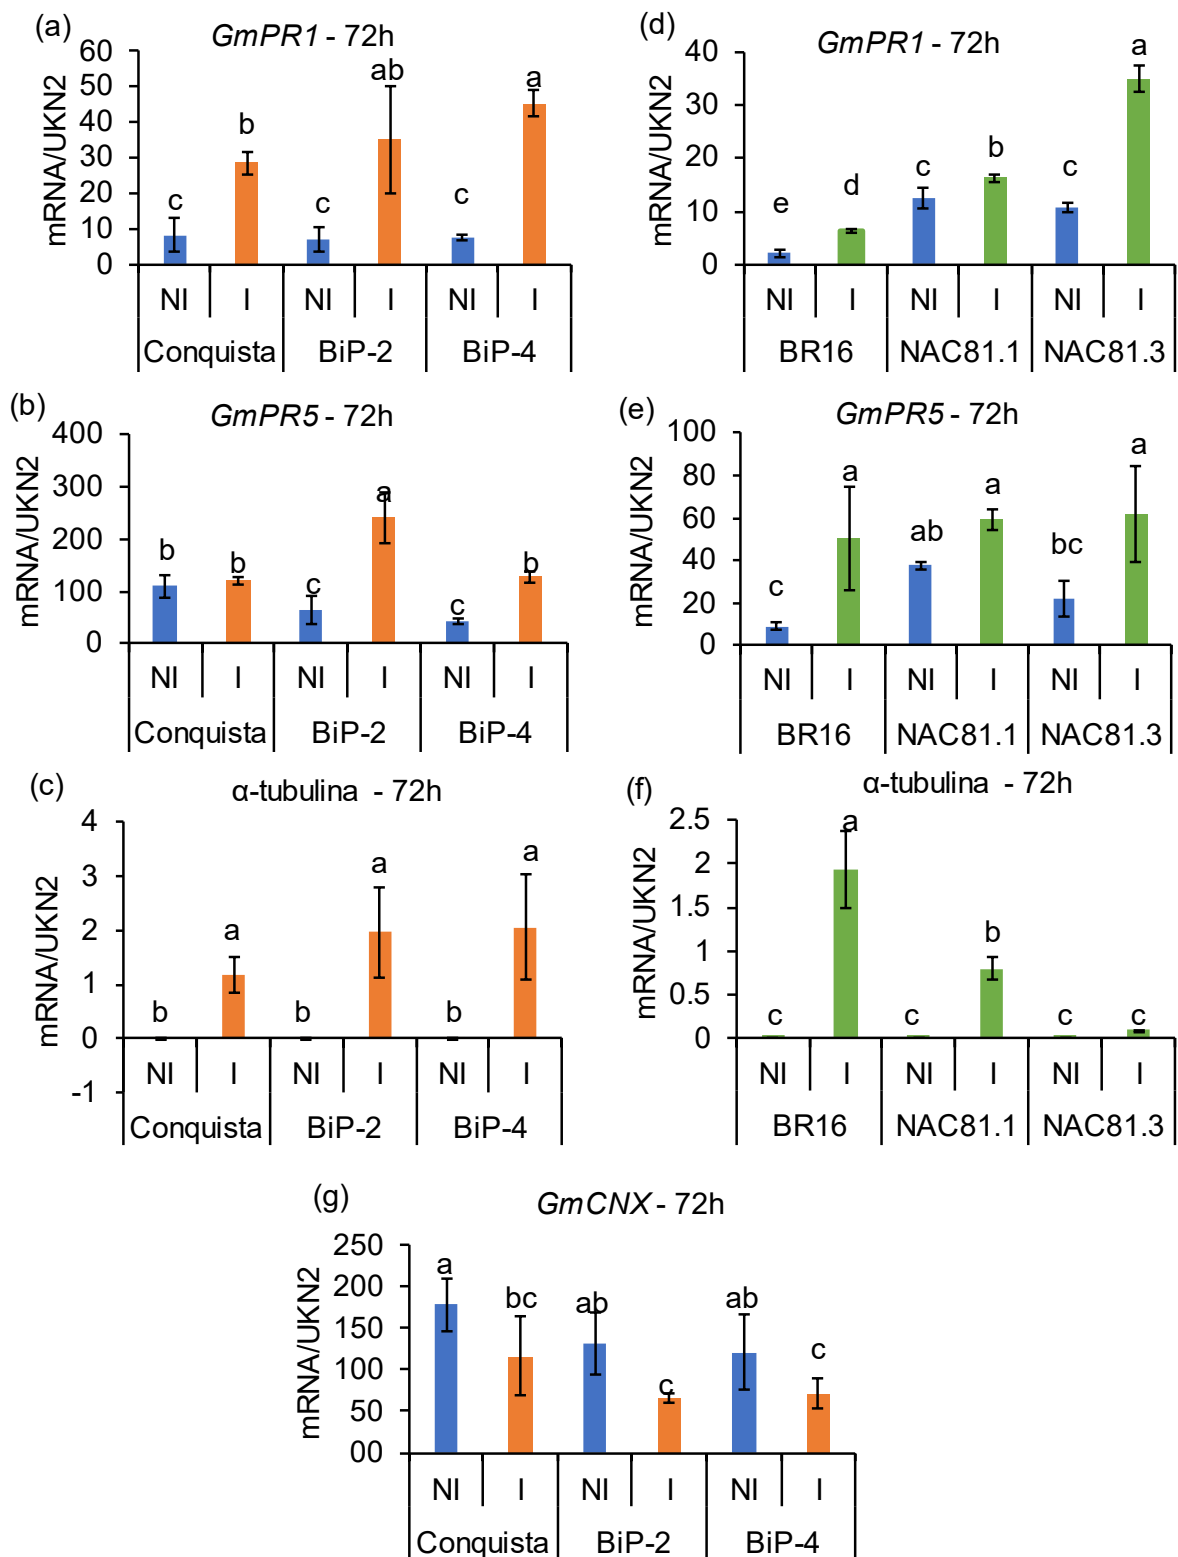 (a)
GmPR1 - 72h
mRNA/UKN2
60
50
40
30
20
10
0
c b c ab c a
NI I NI I NI I
Conquista BiP-2 BiP-4
(d)
GmPR1 - 72h
mRNA/UKN2
40
30
20
10
0
e d c b c a
NI I NI I NI I
BR16 NAC81.1 NAC81.3
(b)
GmPR5 - 72h
mRNA/UKN2
400
300
200
100
0
b b c a c b
NI I NI I NI I
Conquista BiP-2 BiP-4
(e)
GmPR5 - 72h
mRNA/UKN2
100
80
60
40
20
0
c a ab a bc a
NI I NI I NI I
BR16 NAC81.1 NAC81.3
(c)
α-tubulina - 72h
mRNA/UKN2
4
3
2
1
0
-1
b a b a b a
NI I NI I NI I
Conquista BiP-2 BiP-4
(f)
α-tubulina - 72h
mRNA/UKN2
2.5
2
1.5
1
0.5
0
c a c b c c
NI I NI I NI I
BR16 NAC81.1 NAC81.3
(g)
GmCNX - 72h
mRNA/UKN2
250
200
150
100
50
00
a bc ab c ab c
NI I NI I NI I
Conquista BiP-2 BiP-4